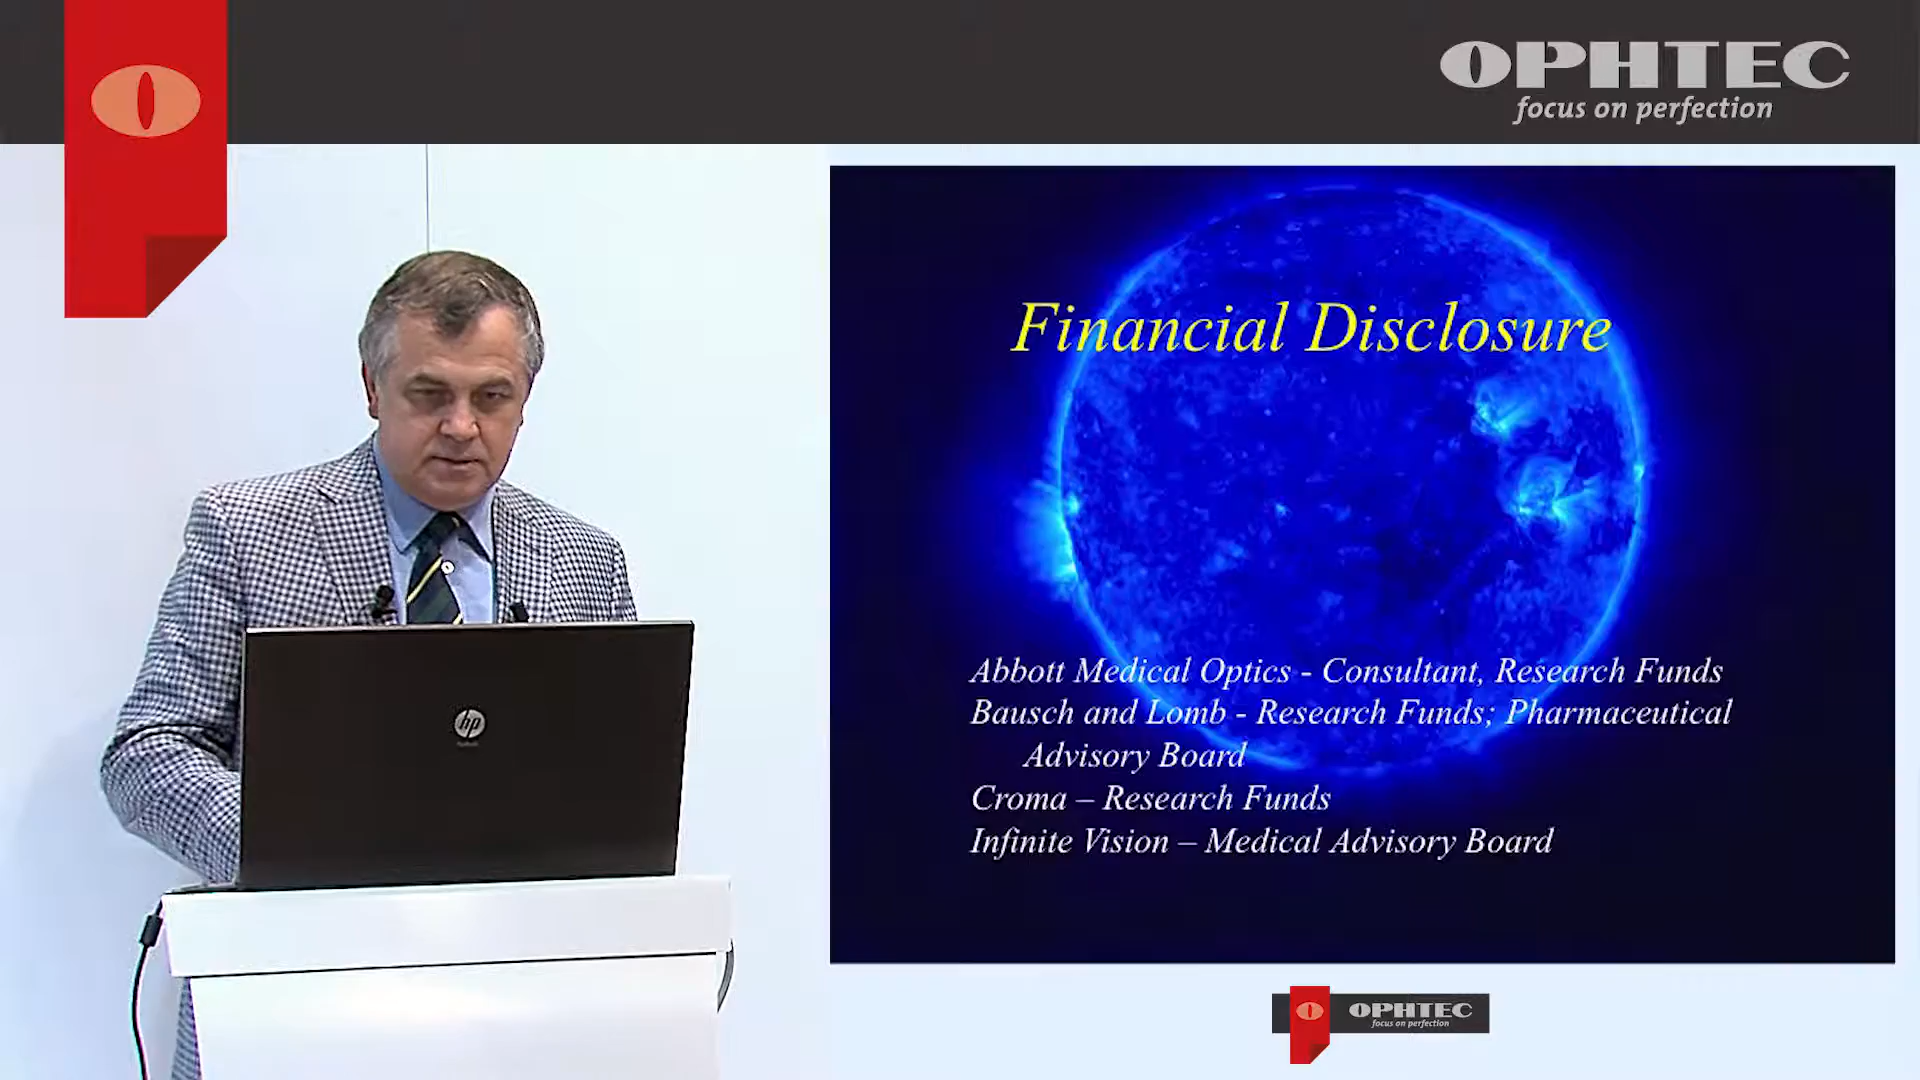 OPHTEC
focus on perfection
Financial Disclosure
Abbott Medical Optics - Consultant, Research Funds
Bausch and Lomb - Research Funds; Pharmaceutical
Advisory Board
Croma – Research Funds
Infinite Vision – Medical Advisory Board
hp
OPHTEC
focus on perfection